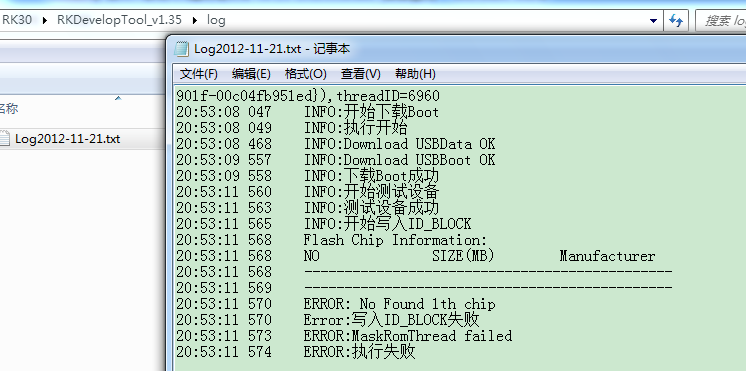 RK30 ▸ RKDevelopTool_v1.35 ▸ log
搜索 log
名称
Log2012-11-21.txt
Log2012-11-21.txt - 记事本
文件(F) 编辑(E) 格式(O) 查看(V) 帮助(H)
901f-00c04fb951ed}),threadID=6960
20:53:08 047 INFO:开始下载Boot
20:53:08 049 INFO:执行开始
20:53:08 468 INFO:Download USBData OK
20:53:09 557 INFO:Download USBBoot OK
20:53:09 558 INFO:下载Boot成功
20:53:11 560 INFO:开始测试设备
20:53:11 563 INFO:测试设备成功
20:53:11 565 INFO:开始写入ID_BLOCK
20:53:11 568 Flash Chip Information:
20:53:11 568 NO SIZE(MB) Manufacturer
20:53:11 568 ----------------------------------------------
20:53:11 569 ----------------------------------------------
20:53:11 570 ERROR: No Found 1th chip
20:53:11 570 Error:写入ID_BLOCK失败
20:53:11 573 ERROR:MaskRomThread failed
20:53:11 574 ERROR:执行失败